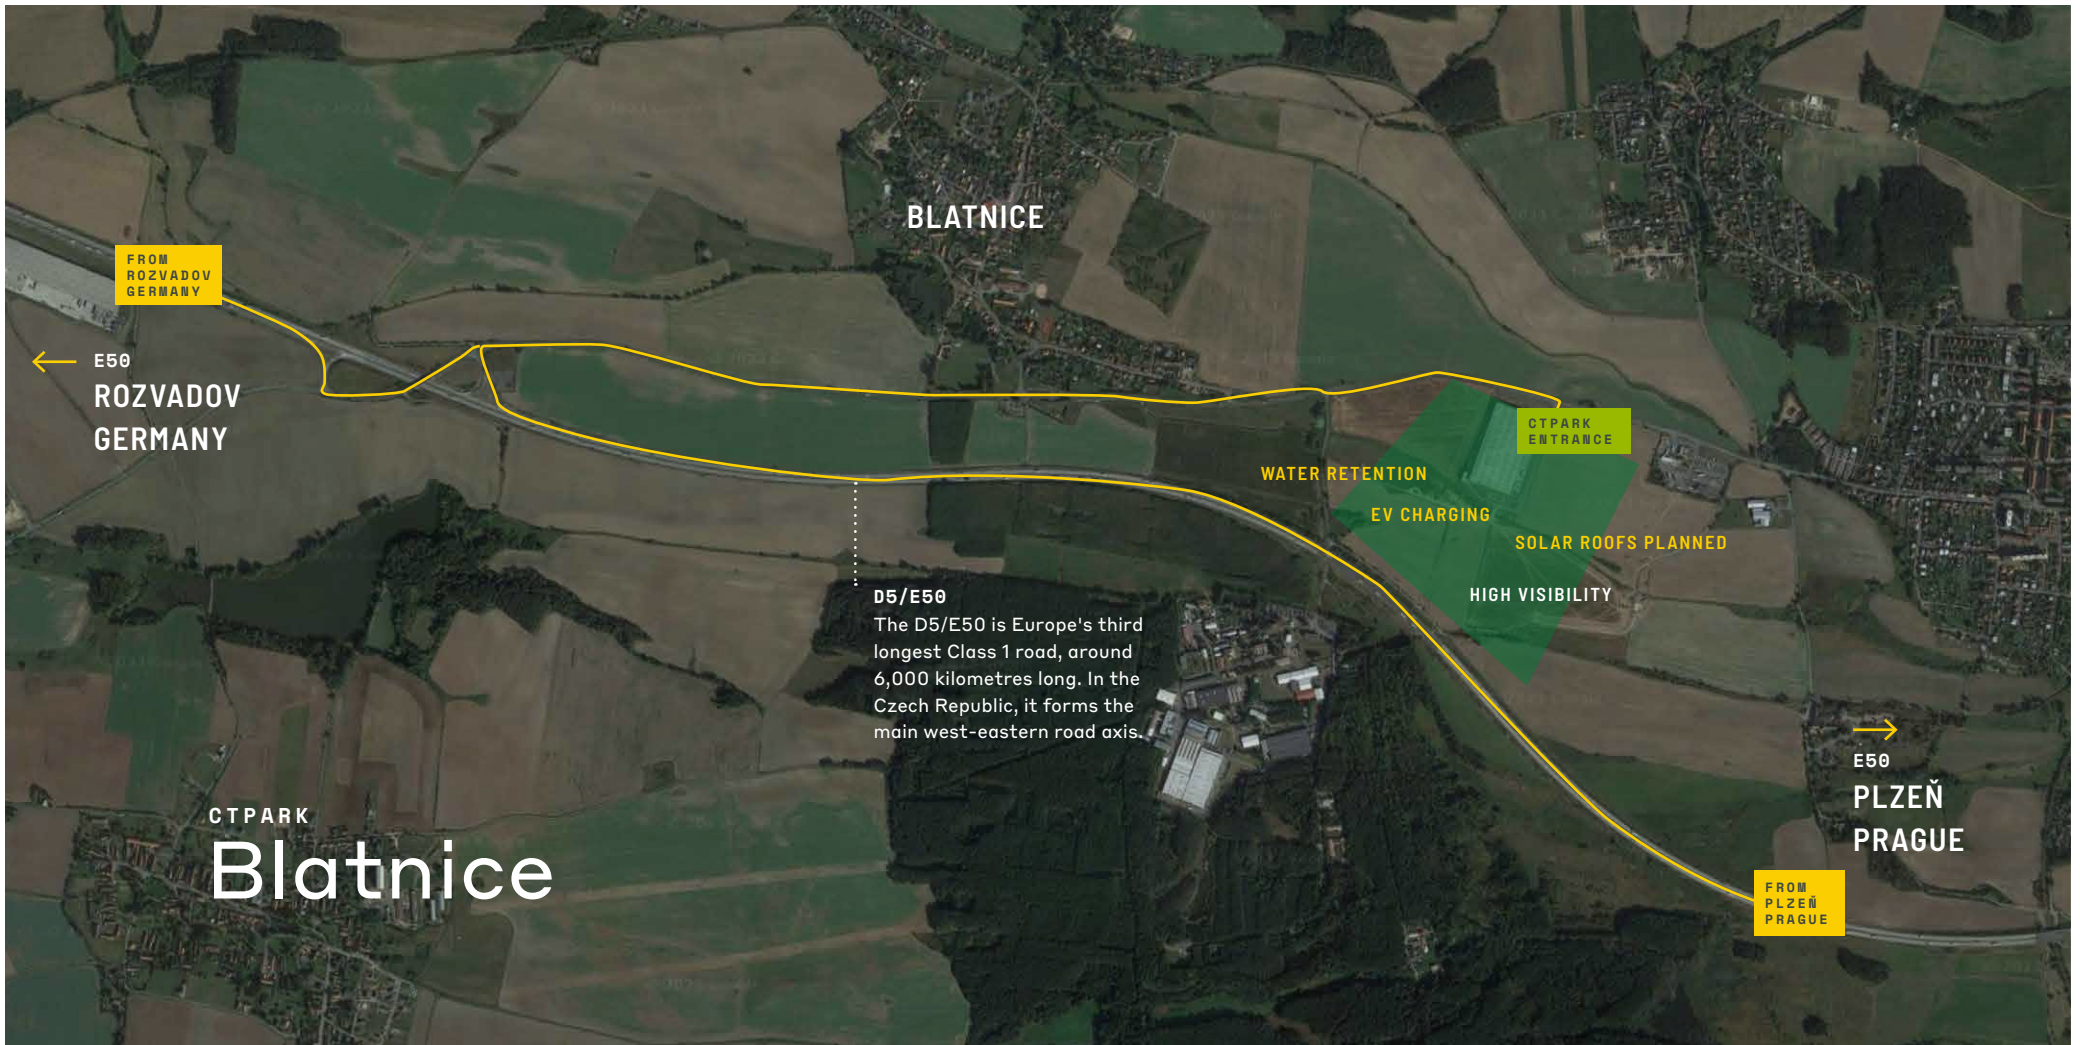 BLATNICE
FROM
ROZVADOV
GERMANY
E50
ROZVADOV
GERMANY
CTPARK
ENTRANCE
WATER RETENTION
EV CHARGING
SOLAR ROOFS PLANNED
HIGH VISIBILITY
D5/E50
The D5/E50 is Europe's third
longest Class 1 road, around
6,000 kilometres long. In the
Czech Republic, it forms the
main west-eastern road axis.
E50
PLZEŇ
PRAGUE
CTPARK
Blatnice
FROM
PLZEŇ
PRAGUE